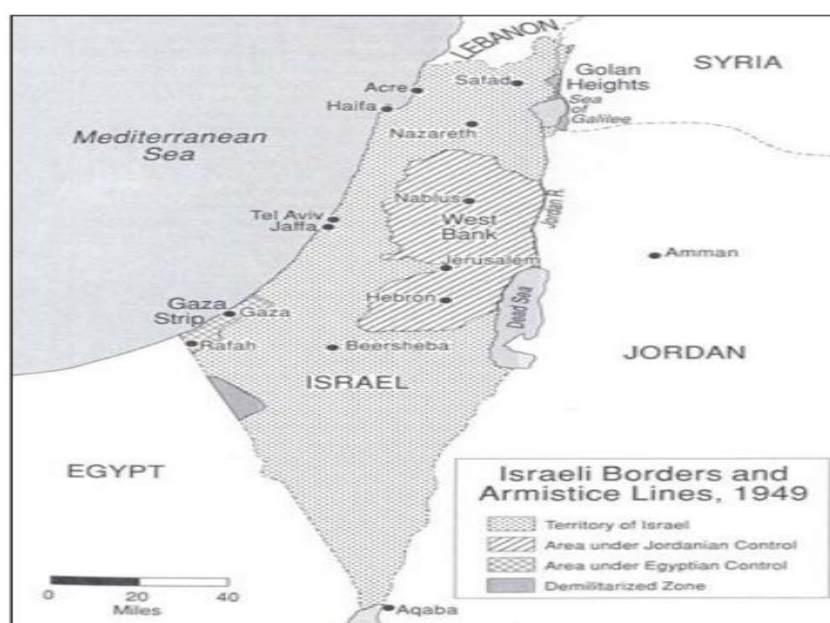 LEBANON
SYRIA
Golan
Heights
Sea
of
Galilee
Safad
Acre
Haifa
Nazareth
Mediterranean
Sea
Nablus
West
Bank
Jordan R.
Tel Aviv
Jaffa
Jerusalem
Amman
Hebron
Dead Sea
Gaza
Strip
Gaza
Rafah
Beersheba
JORDAN
ISRAEL
EGYPT
Israeli Borders and
Armistice Lines, 1949
Territory of Israel
Area under Jordanian Control
Area under Egyptian Control
Demilitarized Zone
0 20 40
Miles
Aqaba